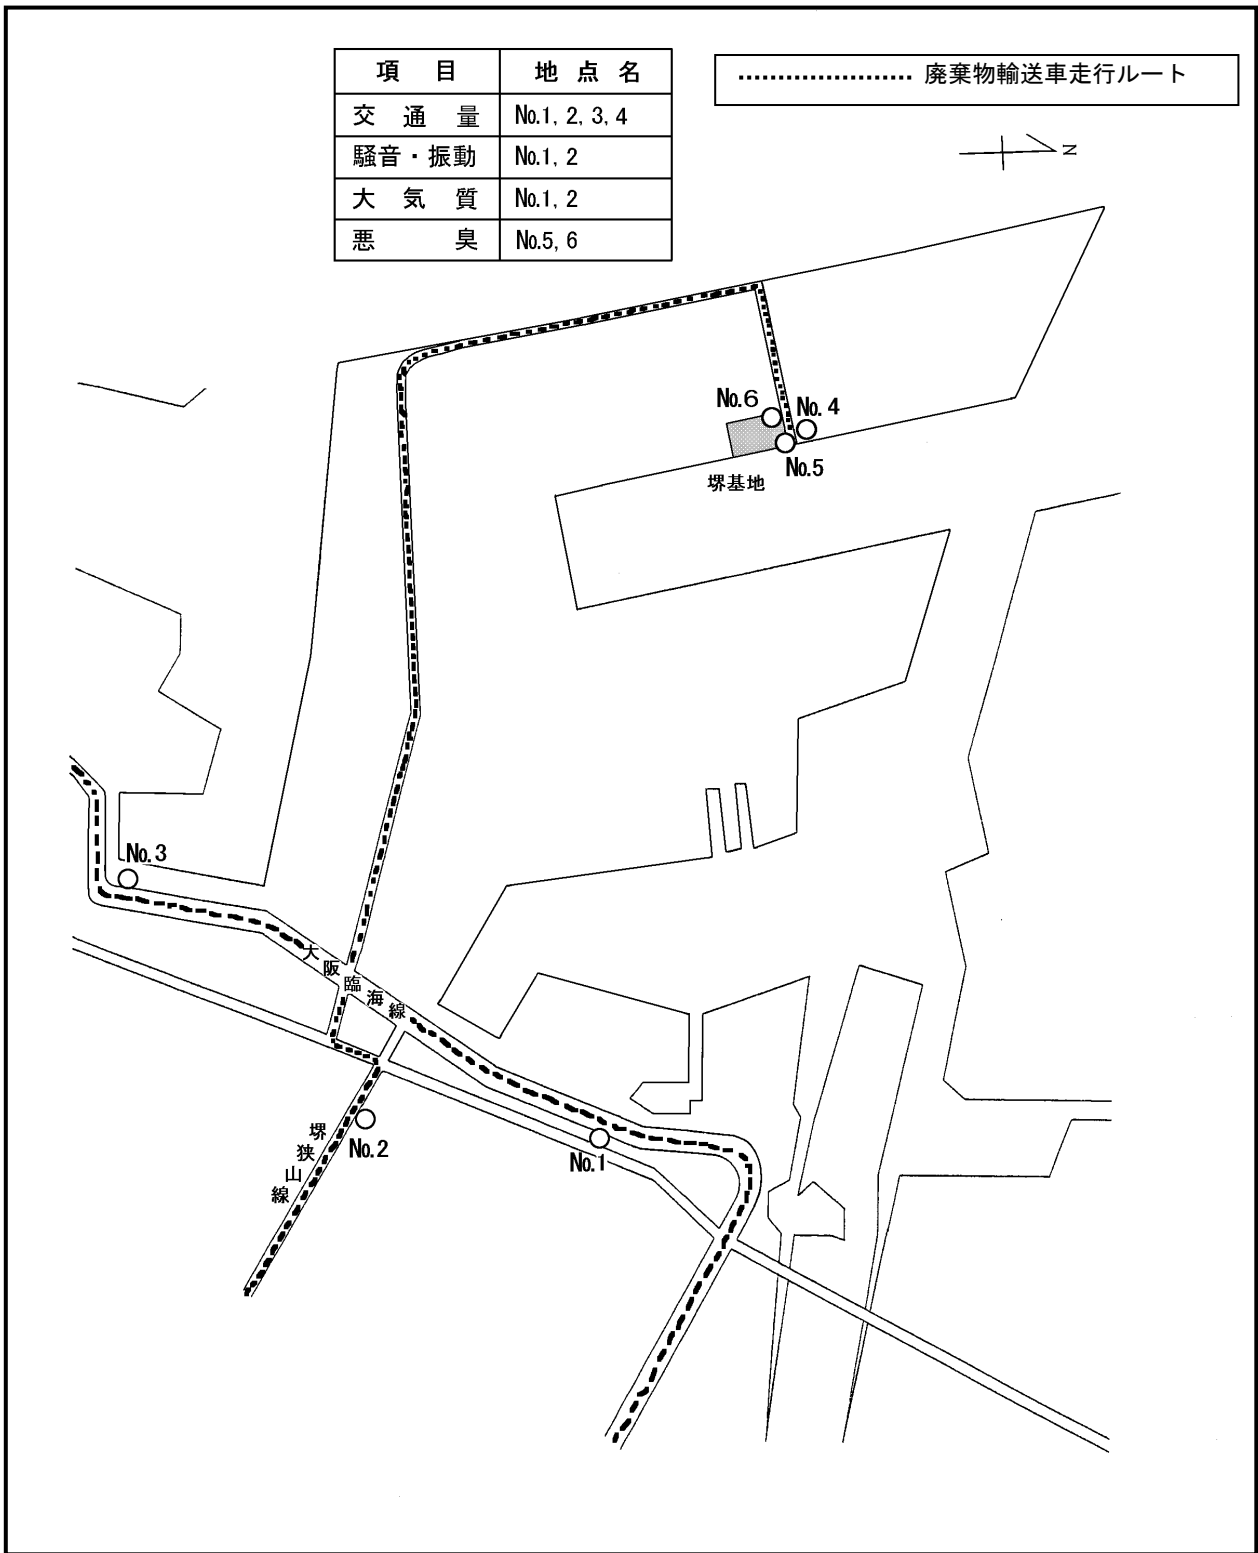 項 目 地 点 名
交 通 量 No.1, 2, 3, 4
騒音・振動 No.1, 2
大 気 質 No.1, 2
悪 臭 No.5, 6
廃棄物輸送車走行ルート
N
No.6
No.4
No.5
堺基地
No.3
大阪臨海線
No.2
No.1
堺狭山線